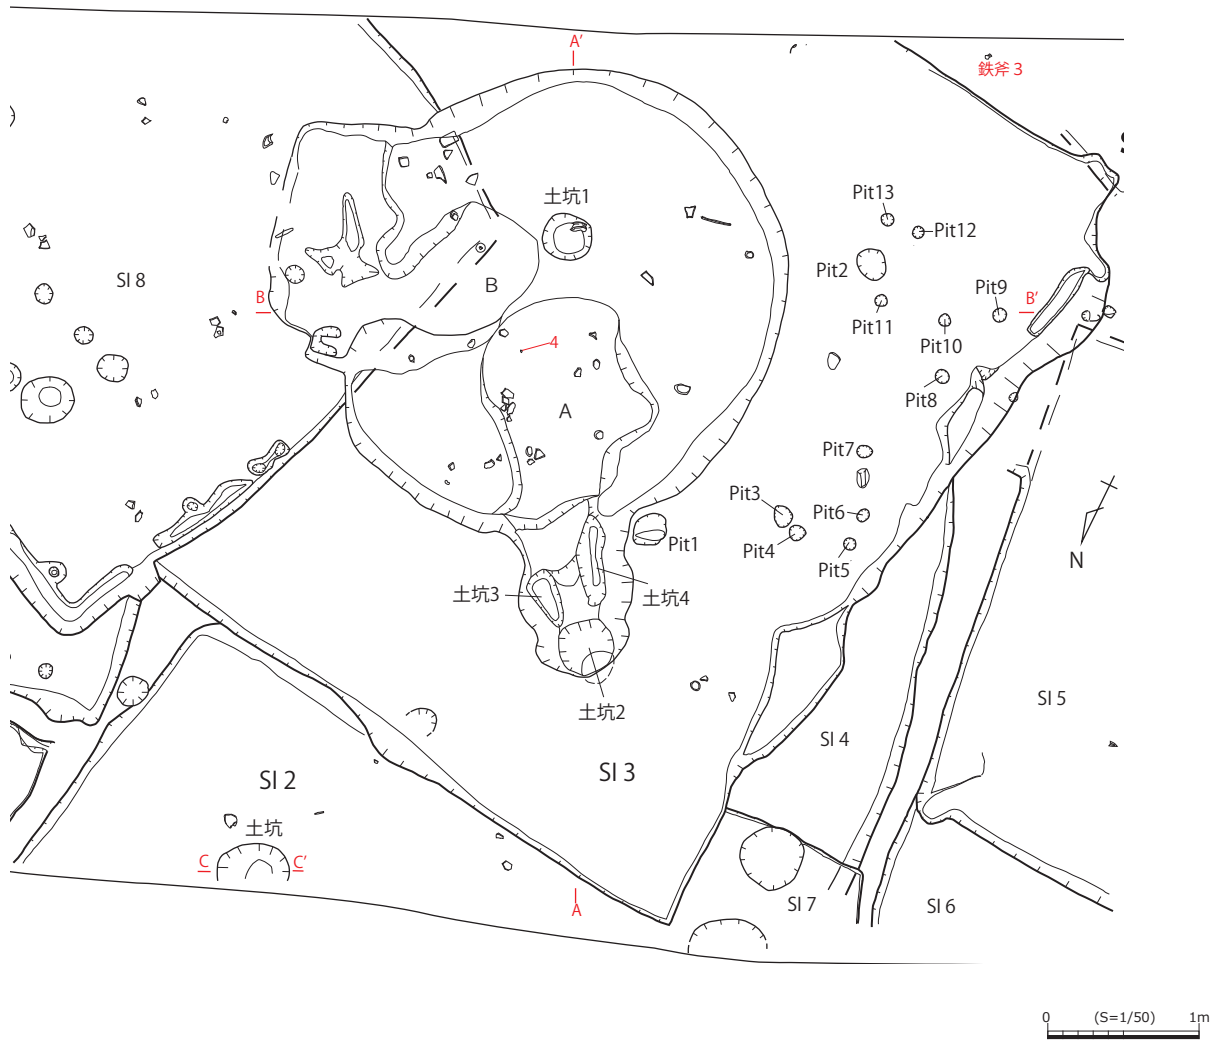 A’
鉄斧 3
土坑1
Pit13
Pit12
Pit2
SI 8
B
B
Pit9
B’
Pit11
Pit10
4
Pit8
A
Pit7
Pit3
Pit6
Pit4
Pit1
Pit5
N
土坑3
土坑4
土坑2
SI 5
SI 4
SI 3
SI 2
土坑
C
C’
A
SI 7
SI 6
0 (S=1/50) 1m